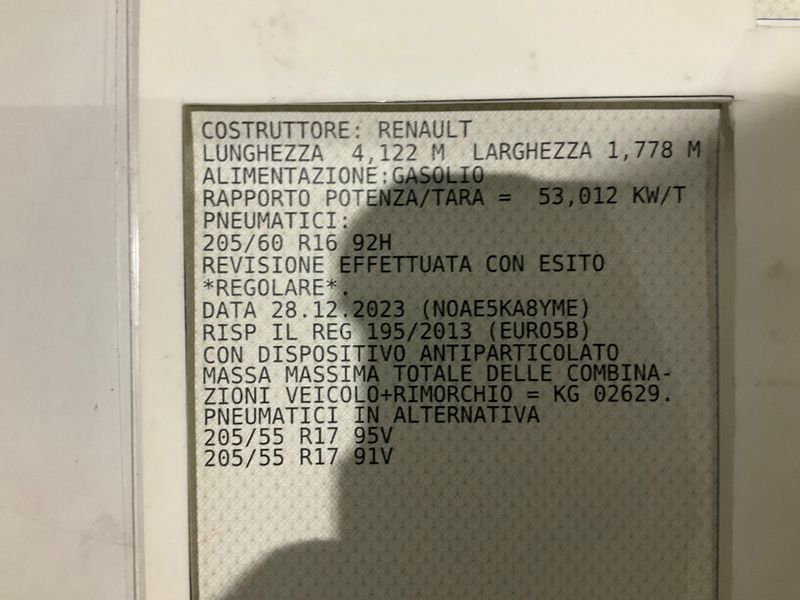 COSTRUTTORE: RENAULT
LUNGHEZZA 4,122 M LARGHEZZA 1,778 M
ALIMENTAZIONE:GASOLIO
RAPPORTO POTENZA/TARA = 53,012 KW/T
PNEUMATICI:
205/60 R16 92H
REVISIONE EFFETTUATA CON ESITO
*REGOLARE*.
DATA 28.12.2023 (NOAE5KA8YME)
RISP IL REG 195/2013 (EURO5B)
CON DISPOSITIVO ANTIPARTICOLATO
MASSA MASSIMA TOTALE DELLE COMBINA-
ZIONI VEICOLO+RIMORCHIO = KG 02629.
PNEUMATICI IN ALTERNATIVA
205/55 R17 95V
205/55 R17 91V